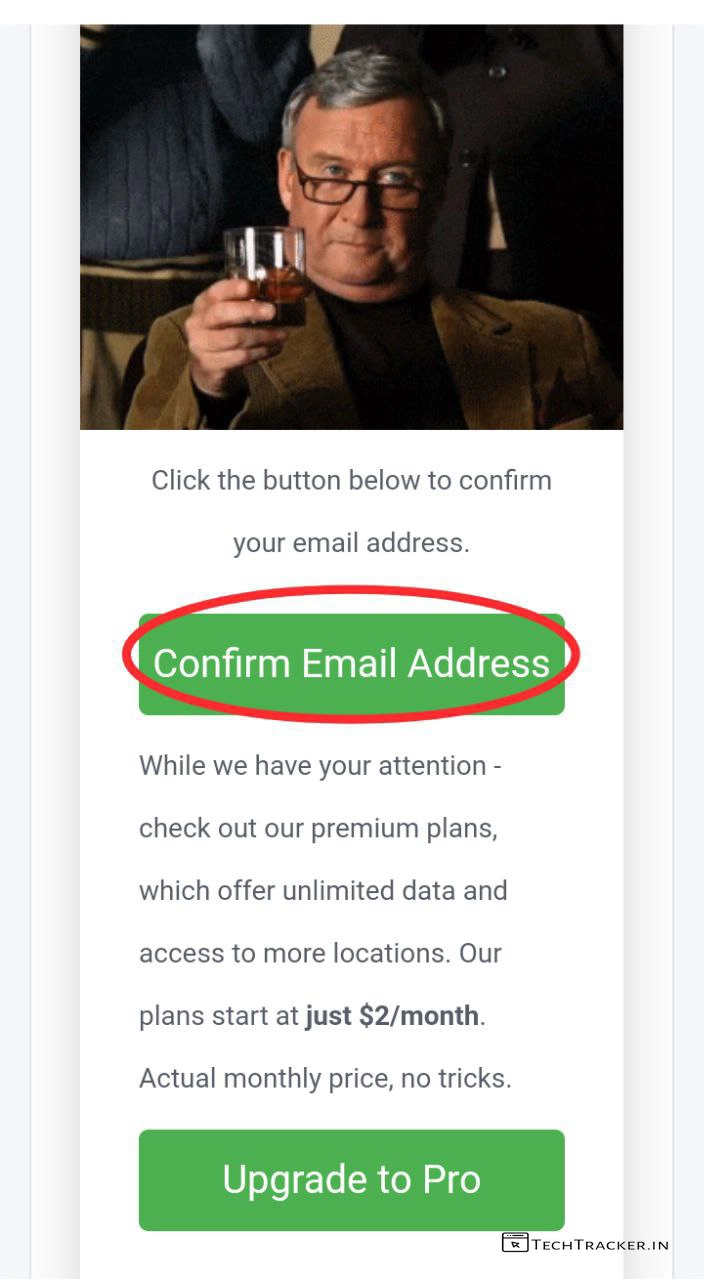 Click the button below to confirm
your email address.
Confirm Email Address
While we have your attention -
check out our premium plans,
which offer unlimited data and
access to more locations. Our
plans start at just $2/month.
Actual monthly price, no tricks.
Upgrade to Pro
TECHTRACKER.IN